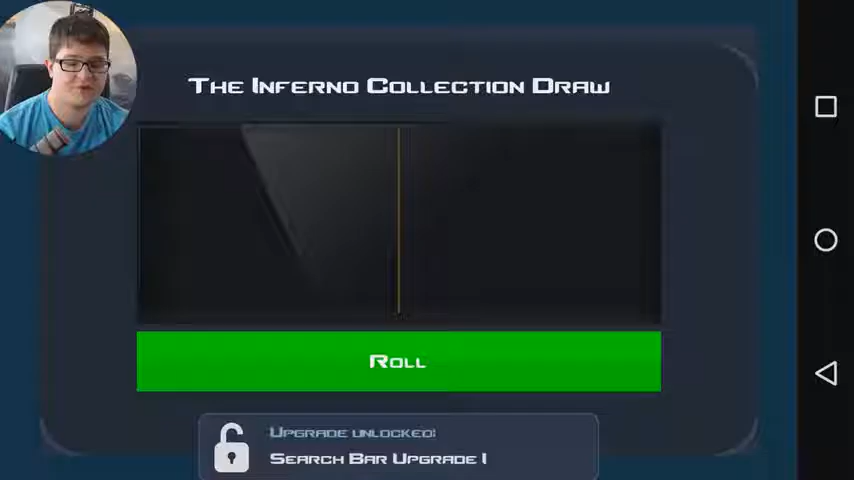 The Inferno Collection Draw
Roll
Upgrade unlocked:
Search Bar Upgrade I